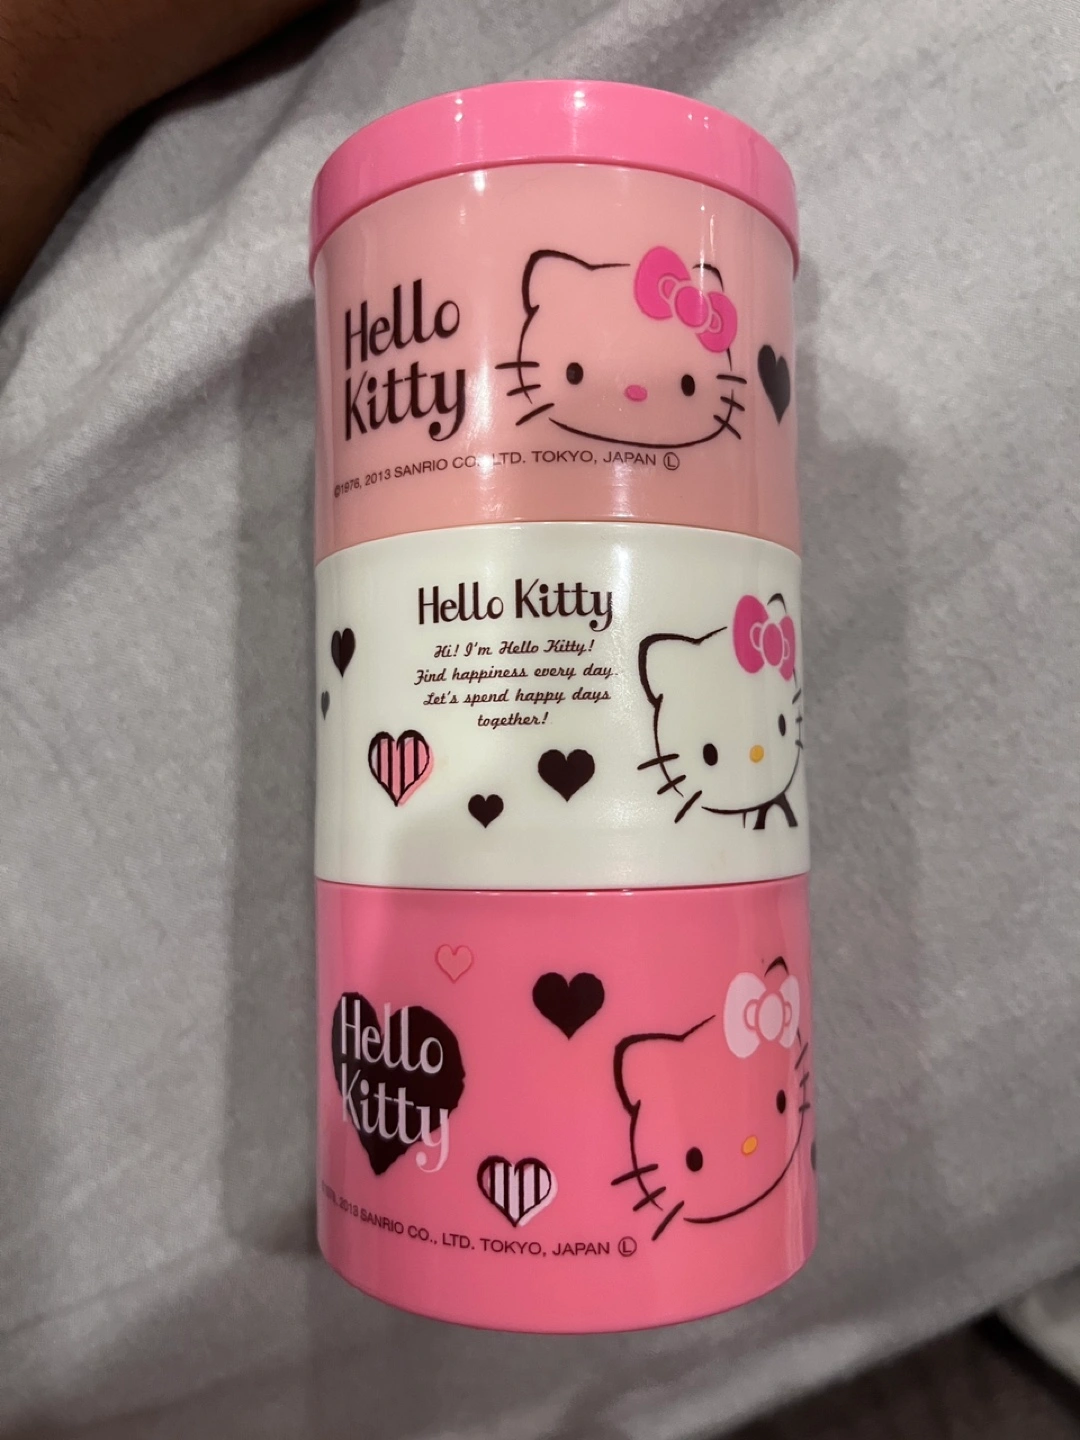 Hello
Kitty
©1976, 2013 SANRIO CO., LTD. TOKYO, JAPAN Ⓛ
Hello Kitty
Hi! I'm Hello Kitty!
Find happiness every day.
Let's spend happy days
together!
Hello
Kitty
2013 SANRIO CO., LTD. TOKYO, JAPAN Ⓛ